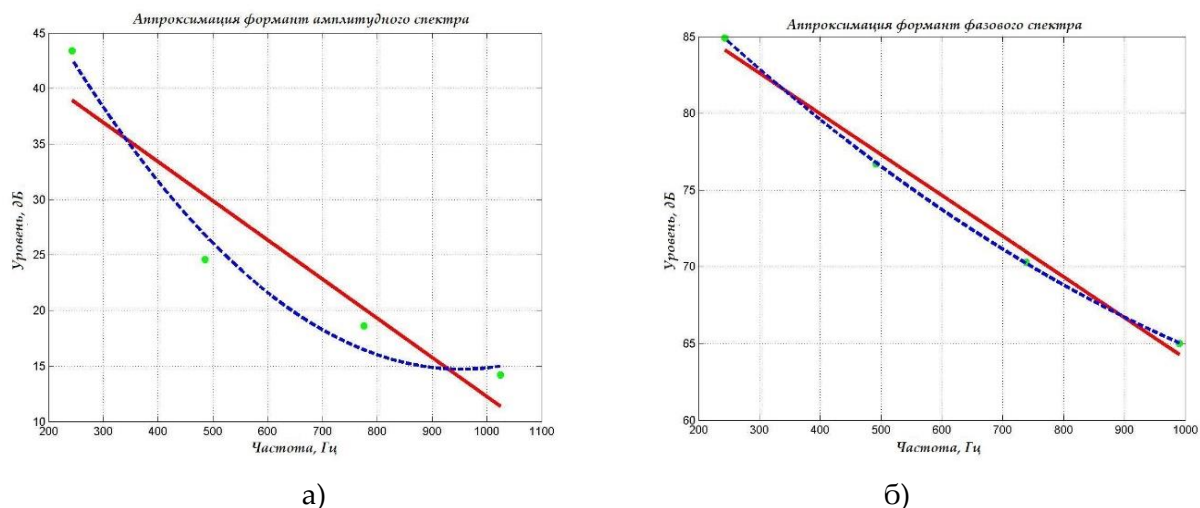 Аппроксимация формант амплитудного спектра
45
40
35
30
25
20
15
10
Уровень, дБ
200 300 400 500 600 700 800 900 1000 1100
Частота, Гц
а)
Аппроксимация формант фазового спектра
85
80
75
70
65
60
Уровень, дБ
200 300 400 500 600 700 800 900 1000
Частота, Гц
б)